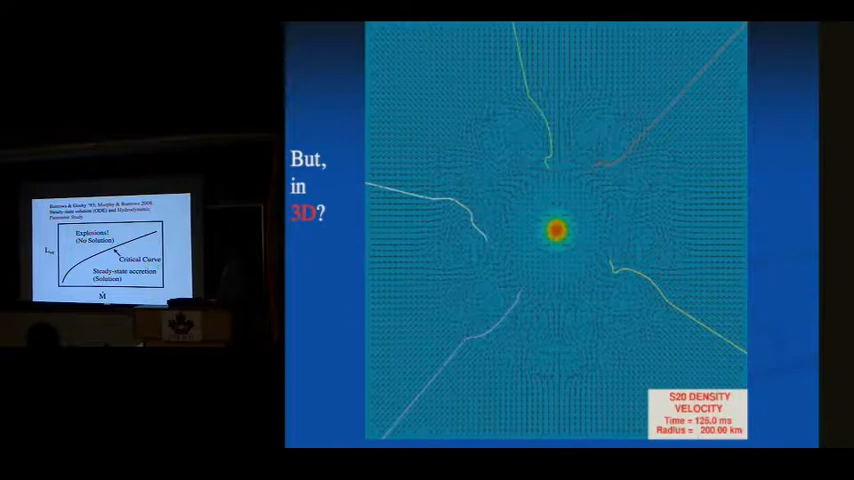 Burrows & Goshy '93; Murphy & Burrows 2008
Steady-state solution (ODE) and Hydrodynamic
Parameter Study
Explosions!
(No Solution)
L
Critical Curve
Steady-state accretion
(Solution)
Ṁ
But,
in
3D?
S20 DENSITY
VELOCITY
Time = 126.0 ms
Radius = 200.00 km